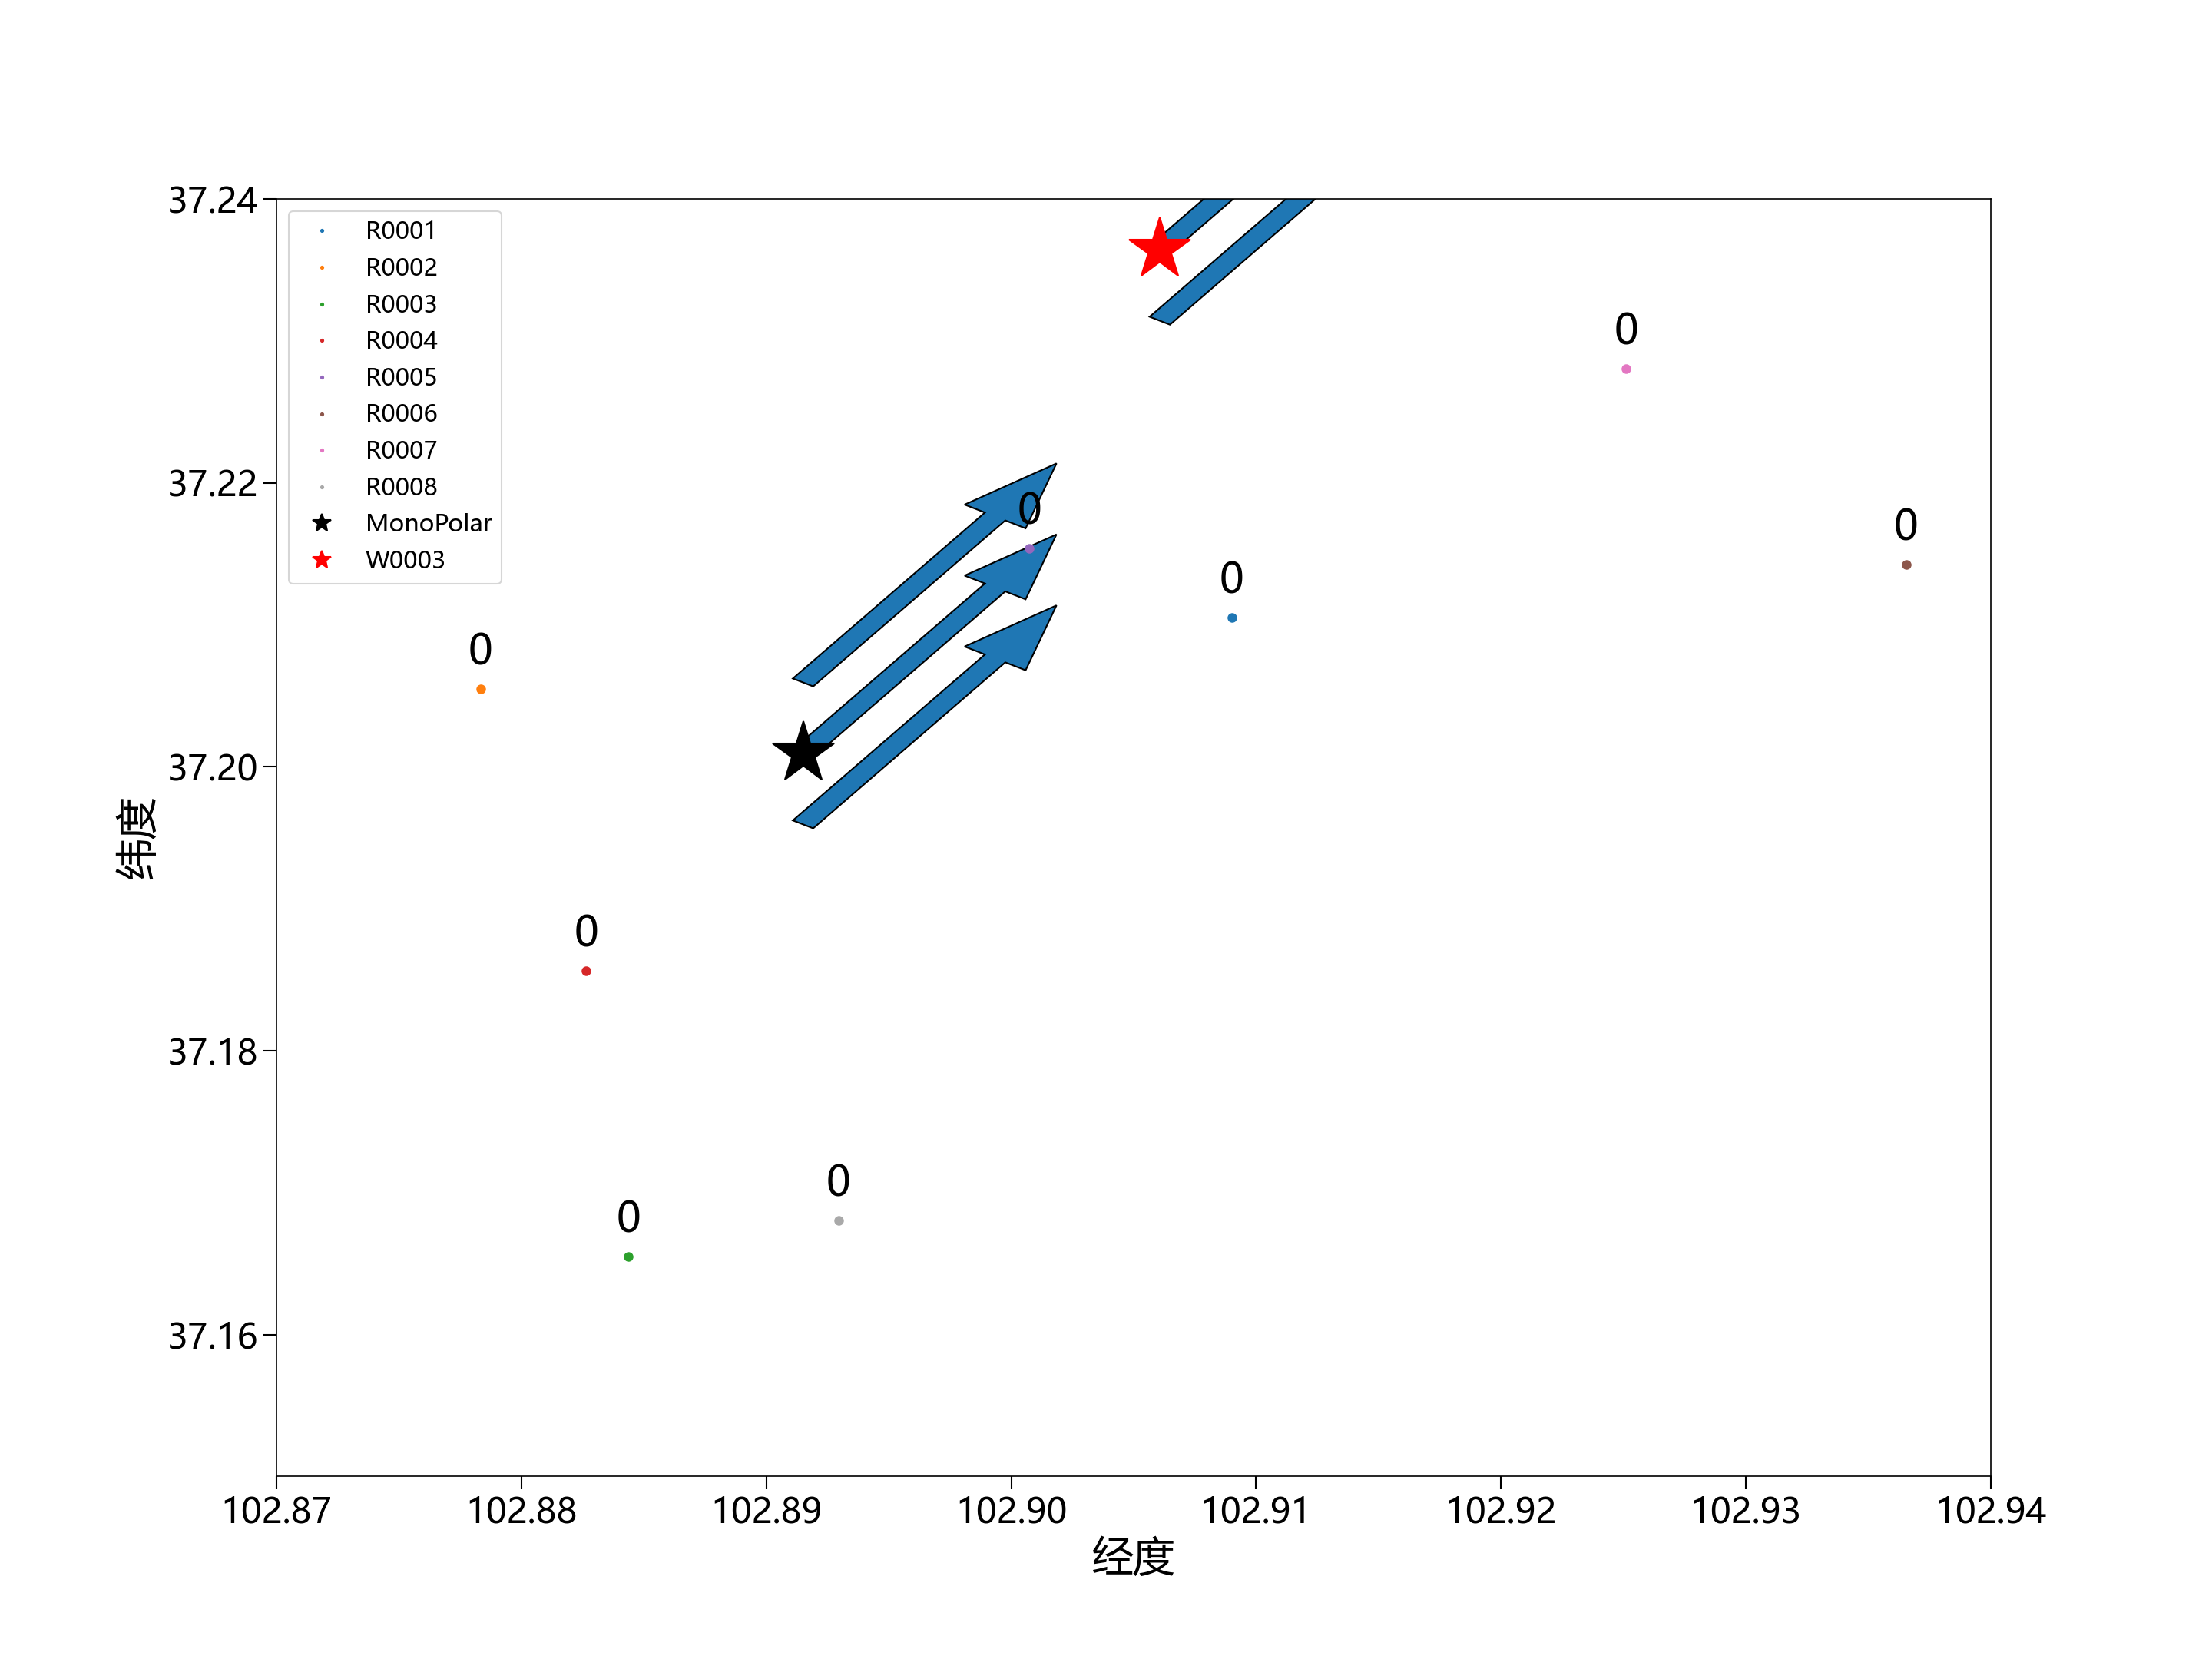 37.24
37.22
37.20
37.18
37.16
纬度
R0001
R0002
R0003
R0004
R0005
R0006
R0007
R0008
MonoPolar
W0003
0
0
0
0
0
0
0
0
102.87 102.88 102.89 102.90 102.91 102.92 102.93 102.94
经度